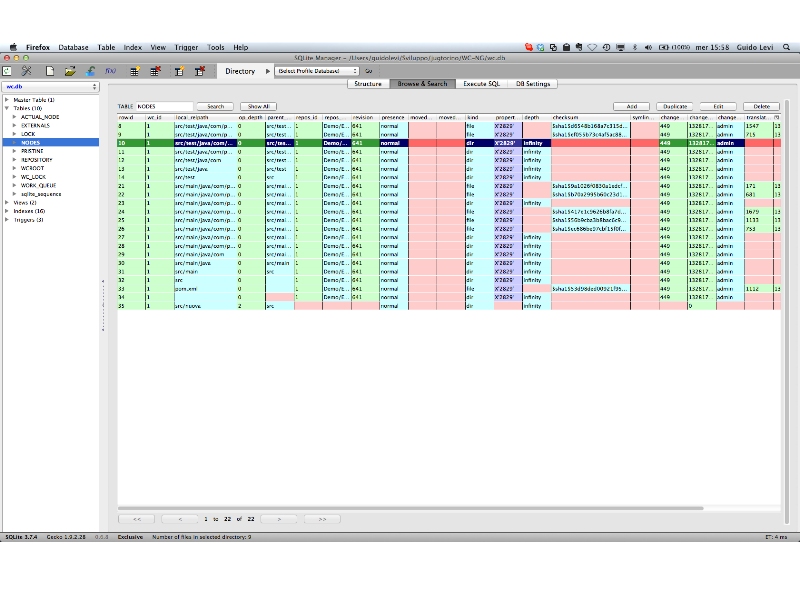 Firefox Database Table Index View Trigger Tools Help (100%) mer 15:58 Guido Levi
SQLite Manager - /Users/guidolevi/Sviluppo/jugtorino/WC-NG/wc.db
f(x) Directory (Select Profile Database) Go
wc.db
Structure Browse & Search Execute SQL DB Settings
Master Table (1)
Tables (10)
ACTUAL_NODE
EXTERNALS
LOCK
NODES
PRISTINE
REPOSITORY
WCROOT
WC_LOCK
WORK_QUEUE
sqlite_sequence
Views (2)
Indexes (16)
Triggers (3)
TABLE NODES Search Show All Add Duplicate Edit Delete
rowid wc_id local_relpath op_depth parent... repos_id repos_... revision presence moved... moved... kind propert... depth checksum symlin... change... change... change... translat...
8 1 src/test/java/com/p... 0 src/test... 1 Demo/E... 641 normal file X'2829' 449 132817... admin 1547 13
9 1 src/test/java/com/p... 0 src/test... 1 Demo/E... 641 normal file X'2829' 449 132817... admin 715 13
10 1 src/test/java/com/p... 0 src/tes... 1 Demo/... 641 normal dir X'2829' infinity 449 132817... admin
11 1 src/test/java/com/p... 0 src/test... 1 Demo/E... 641 normal dir X'2829' infinity 449 132817... admin
12 1 src/test/java/com 0 src/test... 1 Demo/E... 641 normal dir X'2829' infinity 449 132817... admin
13 1 src/test/java 0 src/test 1 Demo/E... 641 normal dir X'2829' infinity 449 132817... admin
14 1 src/test 0 src 1 Demo/E... 641 normal dir X'2829' infinity 449 132817... admin
21 1 src/main/java/com/p... 0 src/mai... 1 Demo/E... 641 normal file X'2829' 449 132817... admin 171 13
22 1 src/main/java/com/p... 0 src/mai... 1 Demo/E... 641 normal file X'2829' 449 132817... admin 681 13
23 1 src/main/java/com/p... 0 src/mai... 1 Demo/E... 641 normal dir X'2829' infinity 449 132817... admin
24 1 src/main/java/com/p... 0 src/mai... 1 Demo/E... 641 normal file X'2829' 449 132817... admin 1679 13
25 1 src/main/java/com/p... 0 src/mai... 1 Demo/E... 641 normal file X'2829' 449 132817... admin 1133 13
26 1 src/main/java/com/p... 0 src/mai... 1 Demo/E... 641 normal file X'2829' 449 132817... admin 753 13
27 1 src/main/java/com/p... 0 src/mai... 1 Demo/E... 641 normal dir X'2829' infinity 449 132817... admin
28 1 src/main/java/com/p... 0 src/mai... 1 Demo/E... 641 normal dir X'2829' infinity 449 132817... admin
29 1 src/main/java/com 0 src/mai... 1 Demo/E... 641 normal dir X'2829' infinity 449 132817... admin
30 1 src/main/java 0 src/main 1 Demo/E... 641 normal dir X'2829' infinity 449 132817... admin
31 1 src/main 0 src 1 Demo/E... 641 normal dir X'2829' infinity 449 132817... admin
32 1 src 0 1 Demo/E... 641 normal dir X'2829' infinity 449 132817... admin
33 1 pom.xml 0 1 Demo/E... 641 normal file X'2829' 449 132817... admin 1112 13
34 1 0 1 Demo/E... 641 normal dir X'2829' infinity 449 132817... admin
35 1 src/nuova 2 src normal dir infinity 0
<< < 1 to 22 of 22 > >>
SQLite 3.7.4 Gecko 1.9.2.28 0.6.8 Exclusive Number of files in selected directory: 9 ET: 4 ms